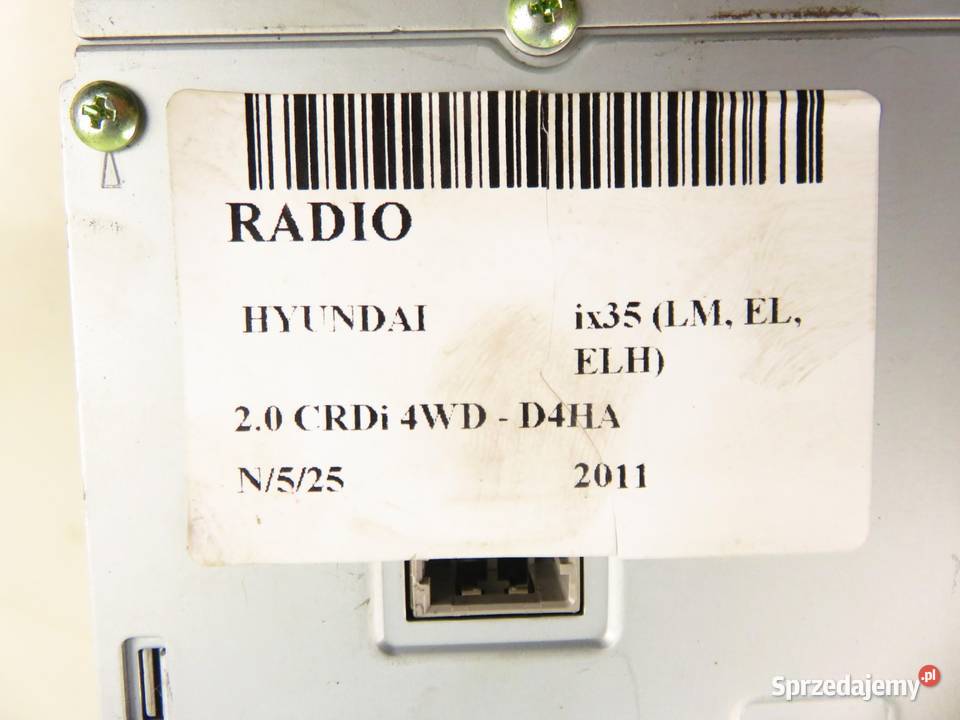 RADIO
HYUNDAI ix35 (LM, EL,
ELH)
2.0 CRDi 4WD - D4HA
N/5/25 2011
Sprzedajemy.pl